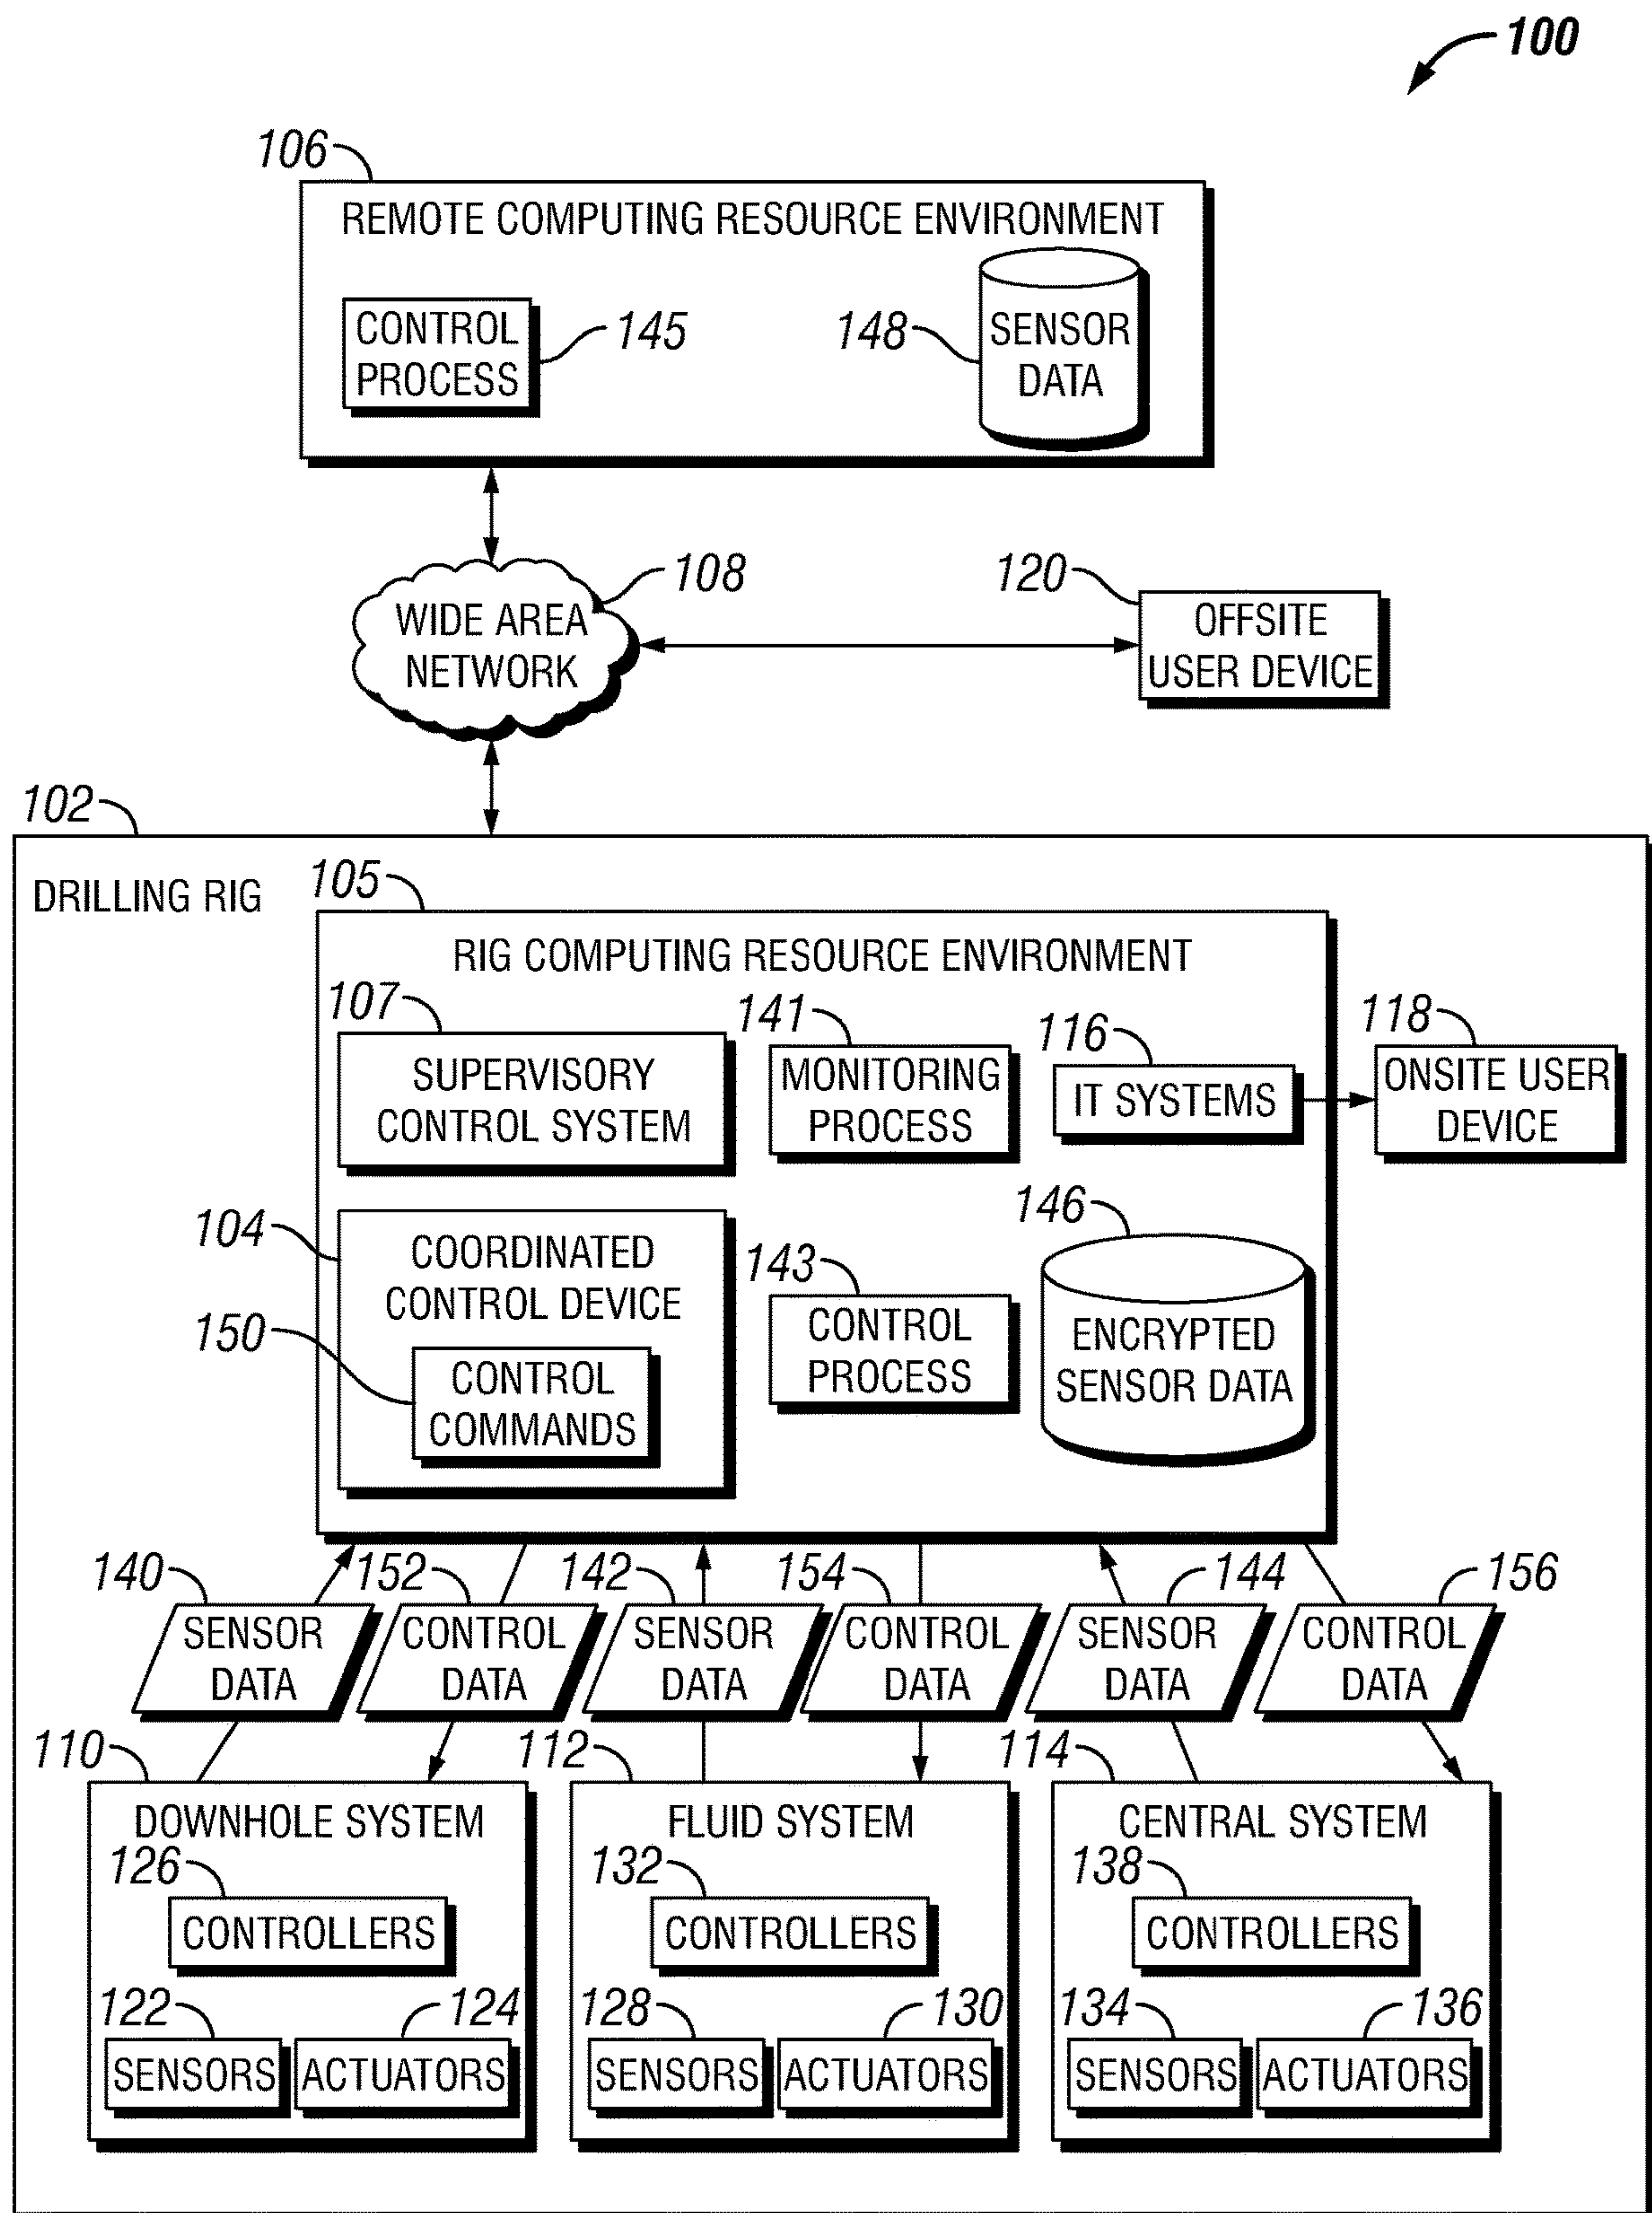 100
106
REMOTE COMPUTING RESOURCE ENVIRONMENT
CONTROL
PROCESS
145
148
SENSOR
DATA
WIDE AREA
NETWORK
108
120
OFFSITE
USER DEVICE
102
DRILLING RIG
105
RIG COMPUTING RESOURCE ENVIRONMENT
107
SUPERVISORY
CONTROL SYSTEM
141
MONITORING
PROCESS
116
IT SYSTEMS
118
ONSITE USER
DEVICE
104
COORDINATED
CONTROL DEVICE
150
CONTROL
COMMANDS
143
CONTROL
PROCESS
146
ENCRYPTED
SENSOR DATA
140
SENSOR
DATA
152
CONTROL
DATA
142
SENSOR
DATA
154
CONTROL
DATA
144
SENSOR
DATA
156
CONTROL
DATA
110
DOWNHOLE SYSTEM
126
CONTROLLERS
122
SENSORS
124
ACTUATORS
112
FLUID SYSTEM
132
CONTROLLERS
128
SENSORS
130
ACTUATORS
114
CENTRAL SYSTEM
138
CONTROLLERS
134
SENSORS
136
ACTUATORS